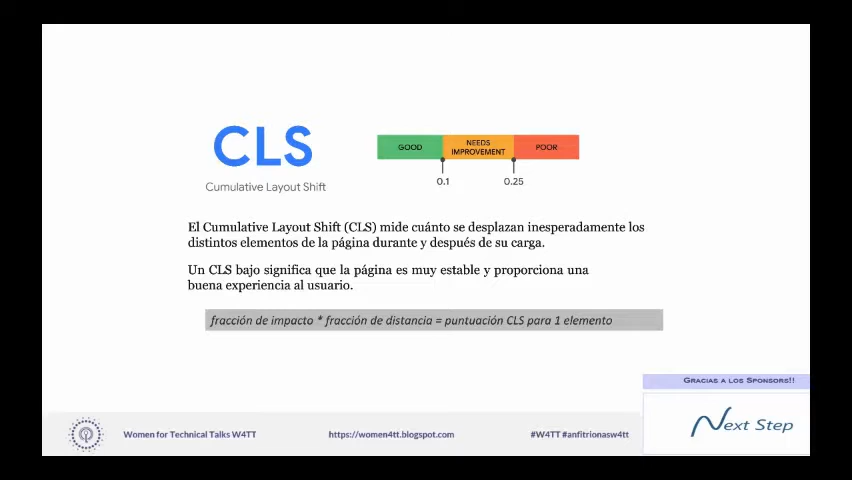 CLS
Cumulative Layout Shift
GOOD
NEEDS
IMPROVEMENT
POOR
0.1
0.25
El Cumulative Layout Shift (CLS) mide cuánto se desplazan inesperadamente los
distintos elementos de la página durante y después de su carga.
Un CLS bajo significa que la página es muy estable y proporciona una
buena experiencia al usuario.
fracción de impacto * fracción de distancia = puntuación CLS para 1 elemento
Gracias a los Sponsors!!
Next Step
Women for Technical Talks W4TT
https://women4tt.blogspot.com
#W4TT #anfitrionasw4tt